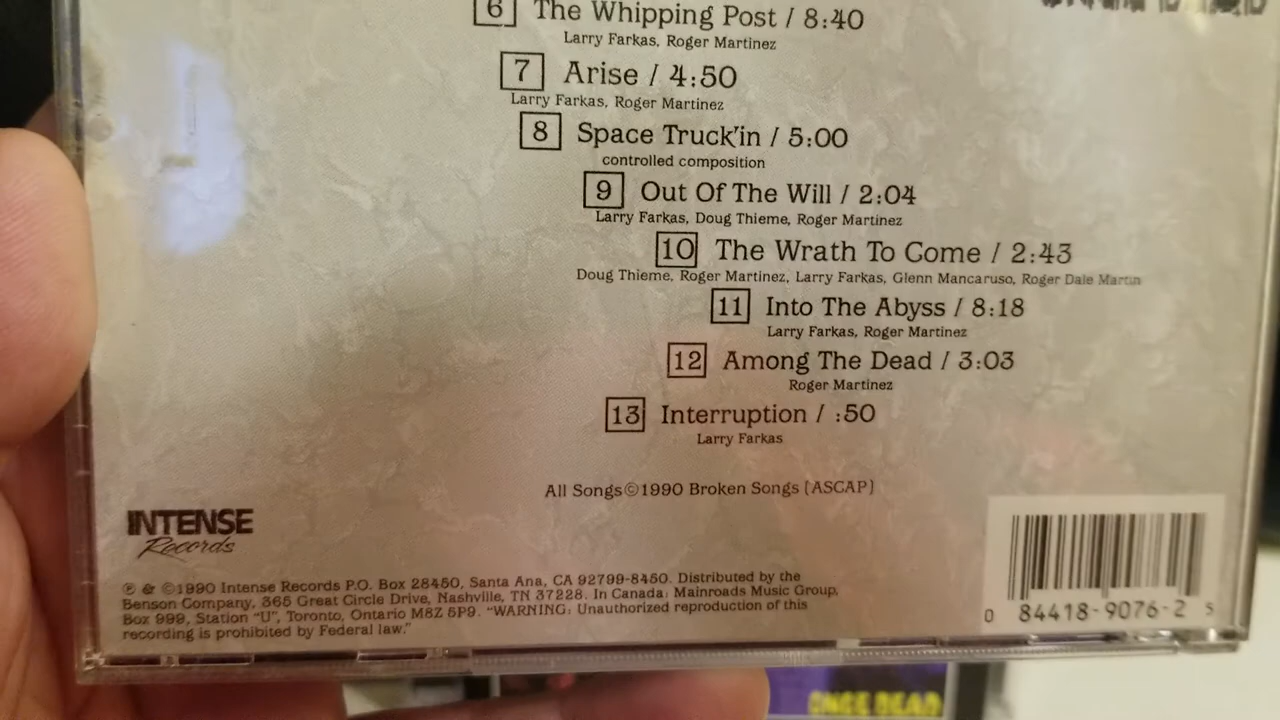 6 The Whipping Post / 8:40
Larry Farkas, Roger Martinez
7 Arise / 4:50
Larry Farkas, Roger Martinez
8 Space Truck'in / 5:00
controlled composition
9 Out Of The Will / 2:04
Larry Farkas, Doug Thieme, Roger Martinez
10 The Wrath To Come / 2:43
Doug Thieme, Roger Martinez, Larry Farkas, Glenn Mancaruso, Roger Dale Martin
11 Into The Abyss / 8:18
Larry Farkas, Roger Martinez
12 Among The Dead / 3:03
Roger Martinez
13 Interruption / :50
Larry Farkas
All Songs©1990 Broken Songs (ASCAP)
INTENSE
Records
℗ & ©1990 Intense Records P.O. Box 28450, Santa Ana, CA 92799-8450. Distributed by the
Benson Company, 365 Great Circle Drive, Nashville, TN 37228. In Canada: Mainroads Music Group,
Box 999, Station "U", Toronto, Ontario M8Z 5P9. "WARNING: Unauthorized reproduction of this
recording is prohibited by Federal law."
0 84418-9076-2 5
ONCE DEAD